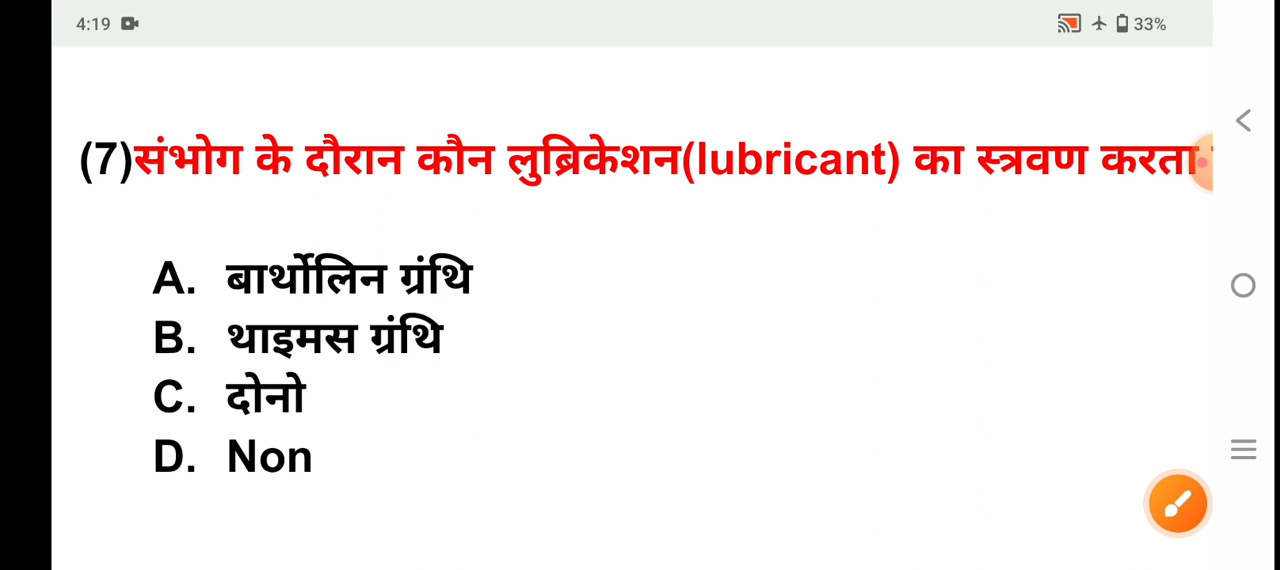 4:19 33%
(7)संभोग के दौरान कौन लुब्रिकेशन(lubricant) का स्त्रवण करता
A. बार्थोलिन ग्रंथि
B. थाइमस ग्रंथि
C. दोनो
D. Non